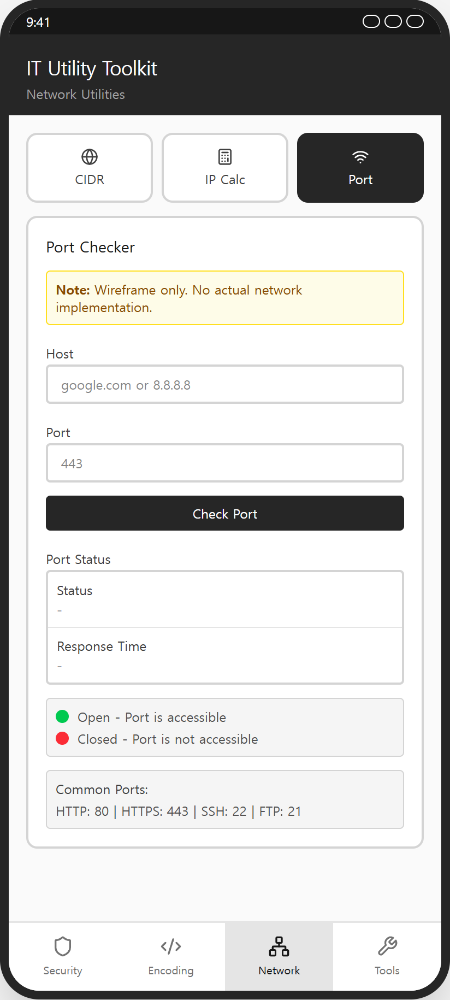 9:41
IT Utility Toolkit
Network Utilities
CIDR
IP Calc
Port
Port Checker
Note: Wireframe only. No actual network
implementation.
Host
google.com or 8.8.8.8
Port
443
Check Port
Port Status
Status
-
Response Time
-
Open - Port is accessible
Closed - Port is not accessible
Common Ports:
HTTP: 80 | HTTPS: 443 | SSH: 22 | FTP: 21
Security
Encoding
Network
Tools